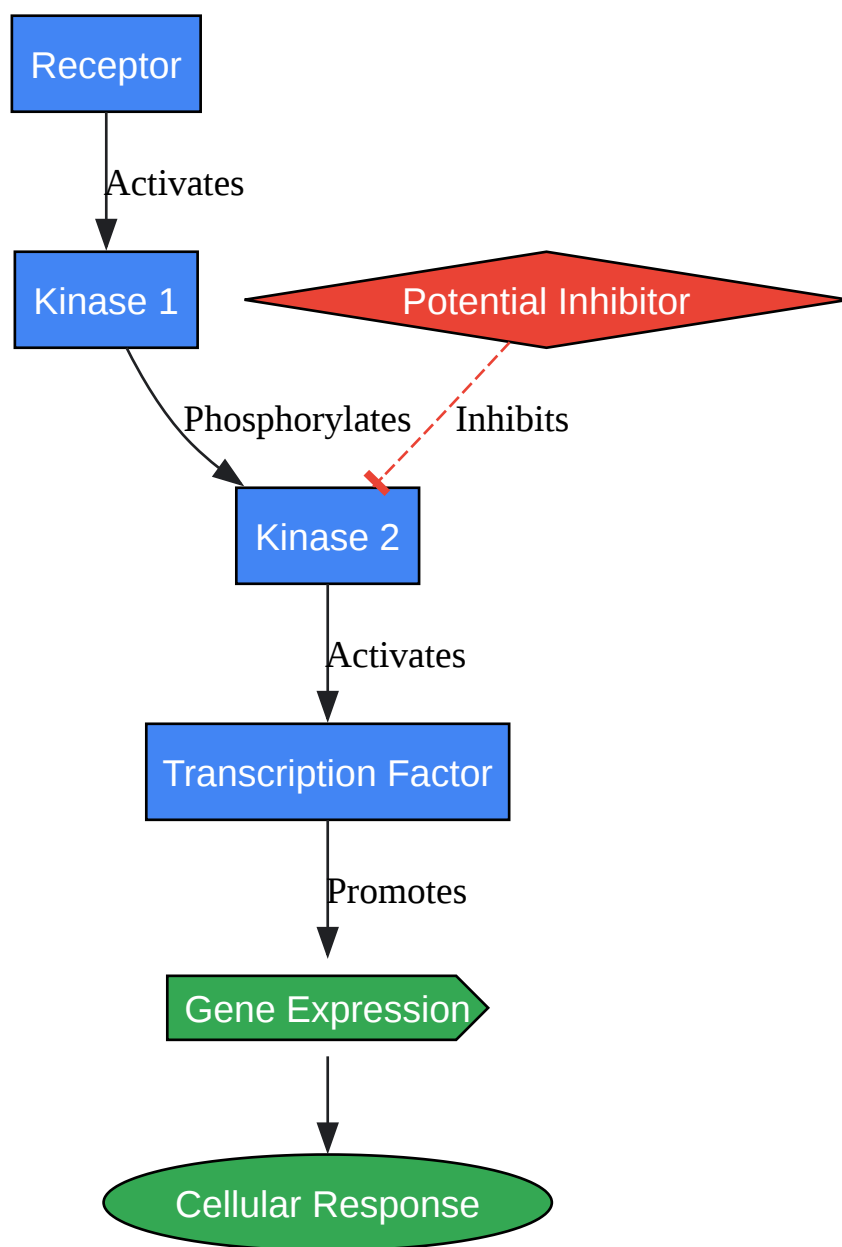 Receptor
Activates
Kinase 1
Potential Inhibitor
Phosphorylates
Inhibits
Kinase 2
Activates
Transcription Factor
Promotes
Gene Expression
Cellular Response